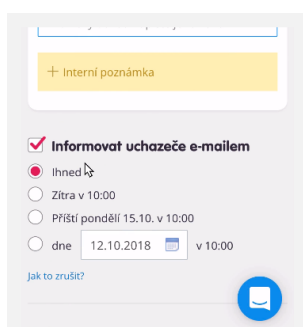 + Interní poznámka
Informovat uchazeče e-mailem
Ihned
Zítra v 10:00
Příští pondělí 15.10. v 10:00
dne 12.10.2018 v 10:00
Jak to zrušit?